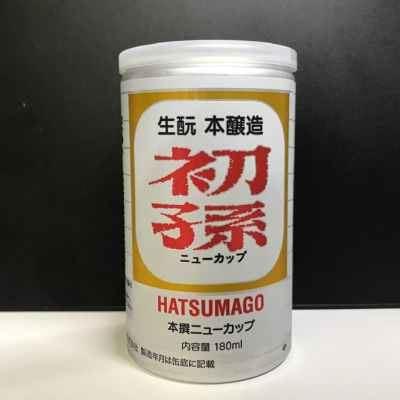 生酛 本醸造
初孫
ニューカップ
HATSUMAGO
本撰ニューカップ
内容量 180ml
製造年月は缶底に記載